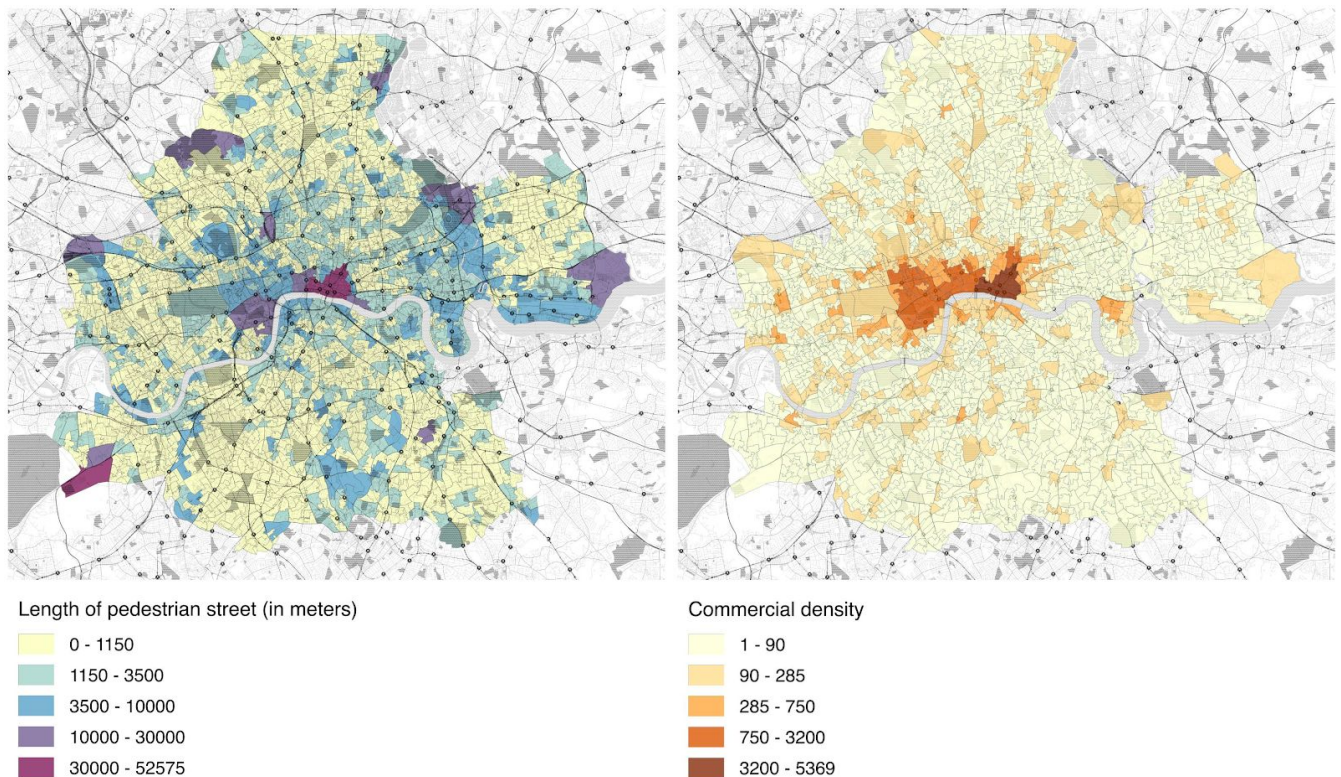 Length of pedestrian street (in meters)
0 - 1150
1150 - 3500
3500 - 10000
10000 - 30000
30000 - 52575
Commercial density
1 - 90
90 - 285
285 - 750
750 - 3200
3200 - 5369